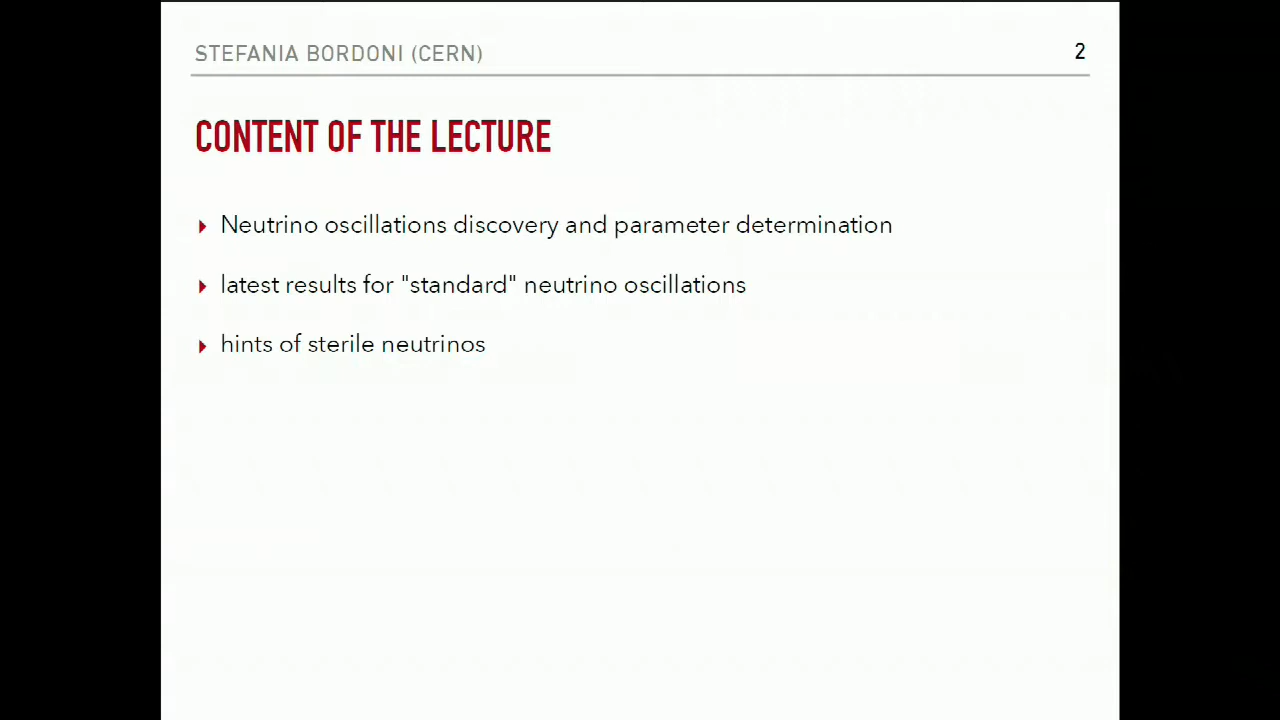 STEFANIA BORDONI (CERN) 2
CONTENT OF THE LECTURE
Neutrino oscillations discovery and parameter determination
latest results for "standard" neutrino oscillations
hints of sterile neutrinos